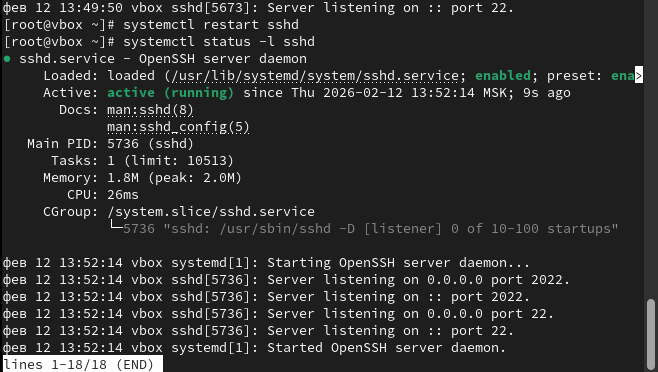 фев 12 13:49:50 vbox sshd[5673]: Server listening on :: port 22.
[root@vbox ~]# systemctl restart sshd
[root@vbox ~]# systemctl status -l sshd
● sshd.service - OpenSSH server daemon
Loaded: loaded (/usr/lib/systemd/system/sshd.service; enabled; preset: ena>
Active: active (running) since Thu 2026-02-12 13:52:14 MSK; 9s ago
Docs: man:sshd(8)
man:sshd_config(5)
Main PID: 5736 (sshd)
Tasks: 1 (limit: 10513)
Memory: 1.8M (peak: 2.0M)
CPU: 26ms
CGroup: /system.slice/sshd.service
└─5736 "sshd: /usr/sbin/sshd -D [listener] 0 of 10-100 startups"
фев 12 13:52:14 vbox systemd[1]: Starting OpenSSH server daemon...
фев 12 13:52:14 vbox sshd[5736]: Server listening on 0.0.0.0 port 2022.
фев 12 13:52:14 vbox sshd[5736]: Server listening on :: port 2022.
фев 12 13:52:14 vbox sshd[5736]: Server listening on 0.0.0.0 port 22.
фев 12 13:52:14 vbox sshd[5736]: Server listening on :: port 22.
фев 12 13:52:14 vbox systemd[1]: Started OpenSSH server daemon.
lines 1-18/18 (END)